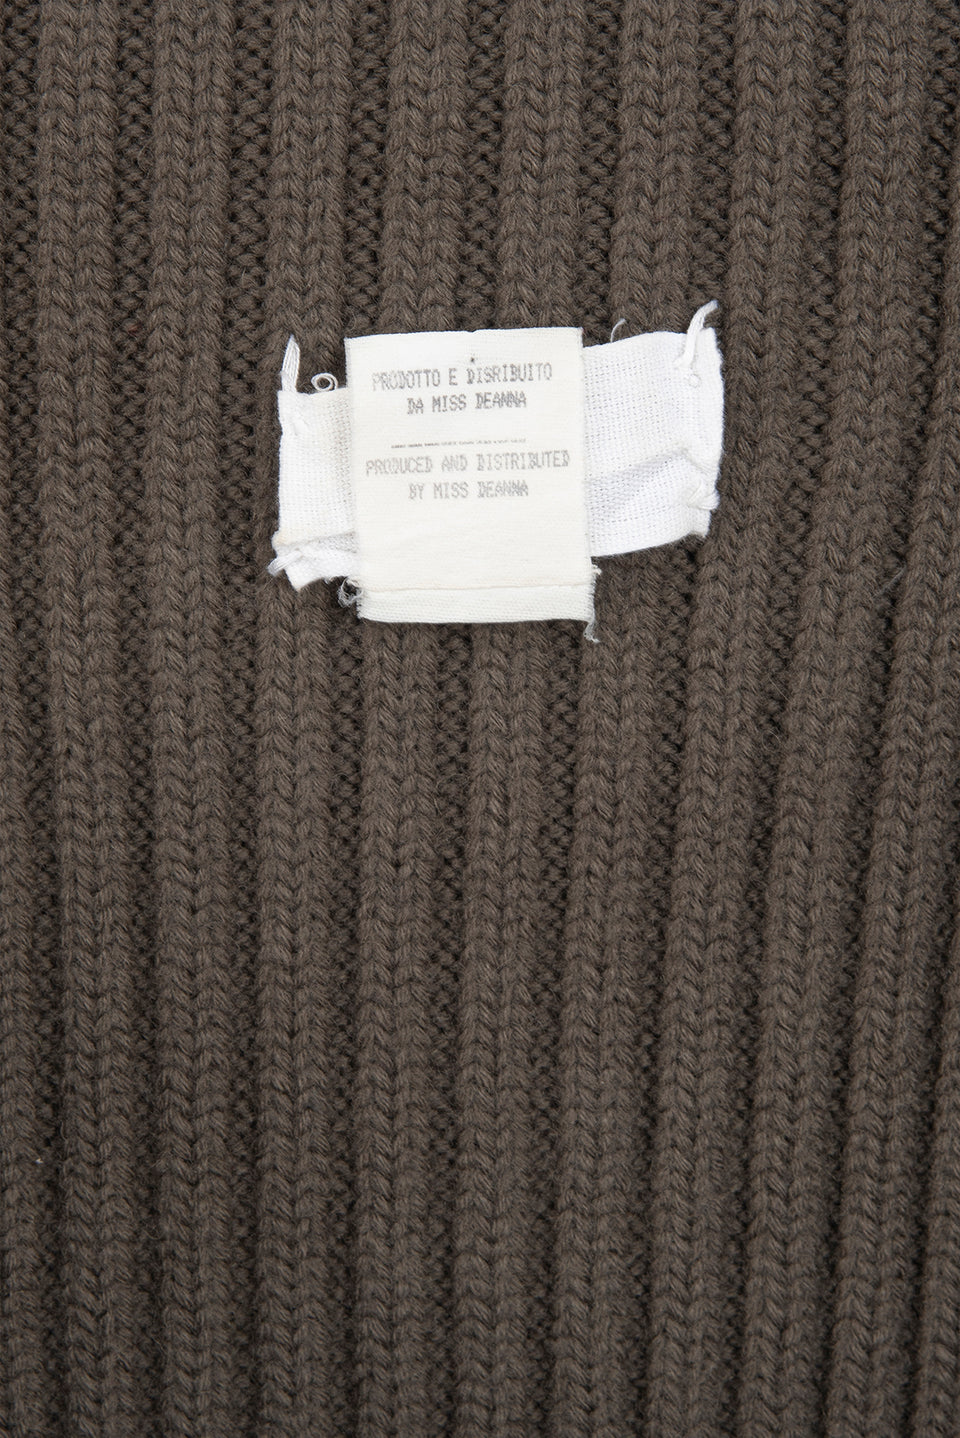 PRODOTTO E DISRIBUITO
DA MISS DEANNA
PRODUCED AND DISTRIBUTED
BY MISS DEANNA